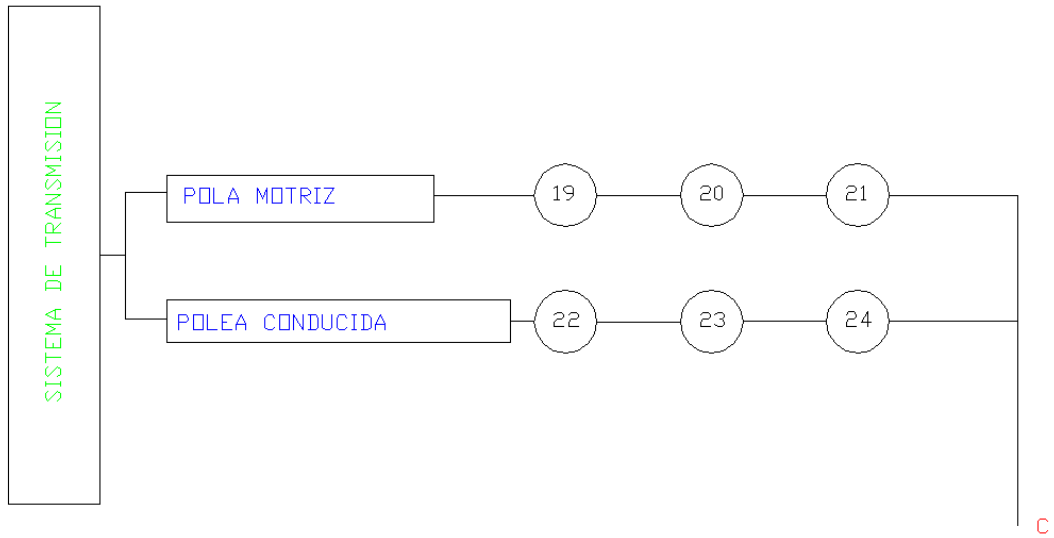 SISTEMA DE TRANSMISION
POLA MOTRIZ
19
20
21
POLEA CONDUCIDA
22
23
24
C